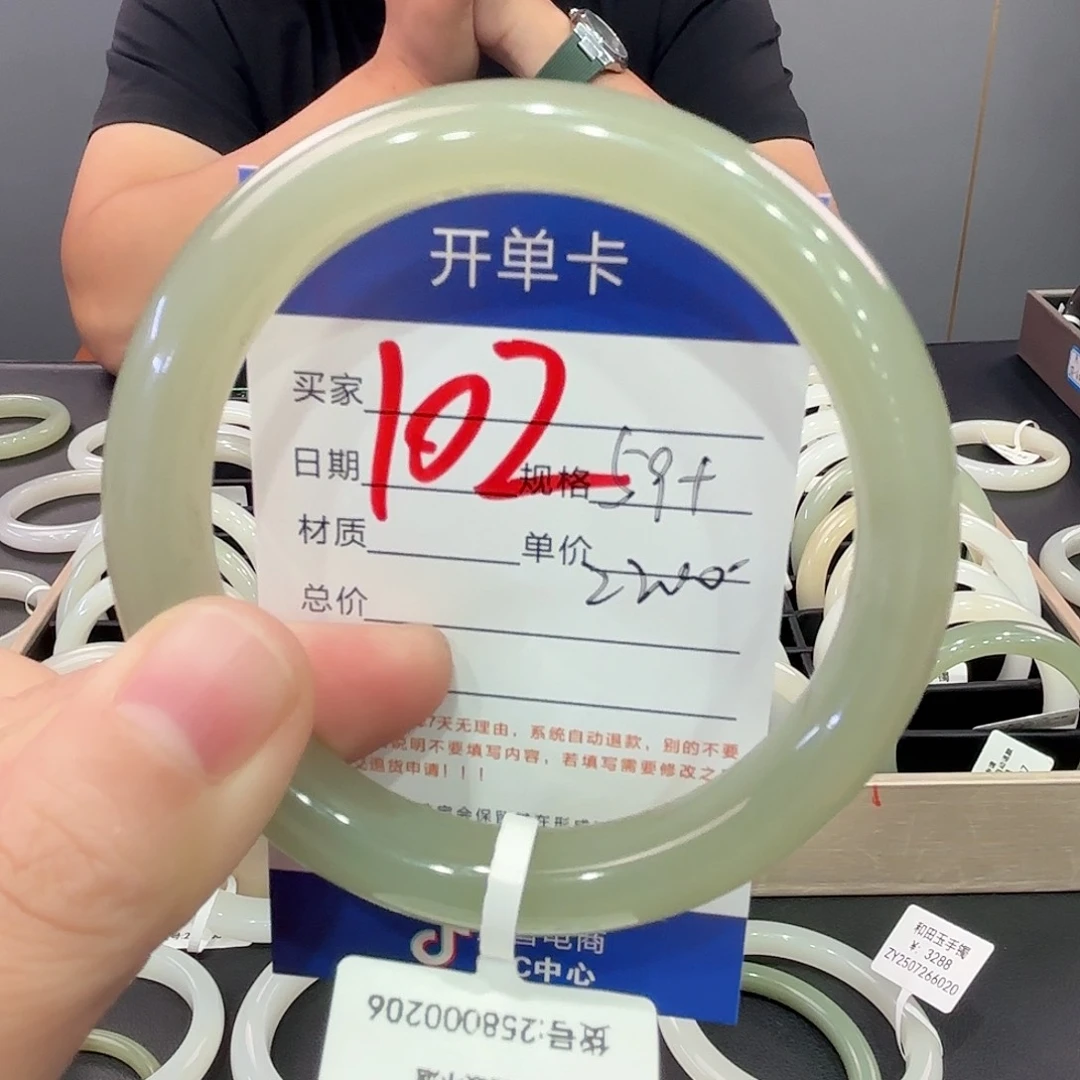 开单卡
买家
102
日期
规格 59+
材质
单价 2200
总价
7天无理由，系统自动退款，别的不要
说明不要填写内容，若填写需要修改之
退货申请！！！
电商
C中心
货号:258000206
和田玉手镯
¥: 3288
ZY2507266020